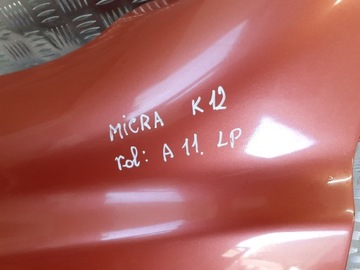 MICRA K12
kol: A11. LP